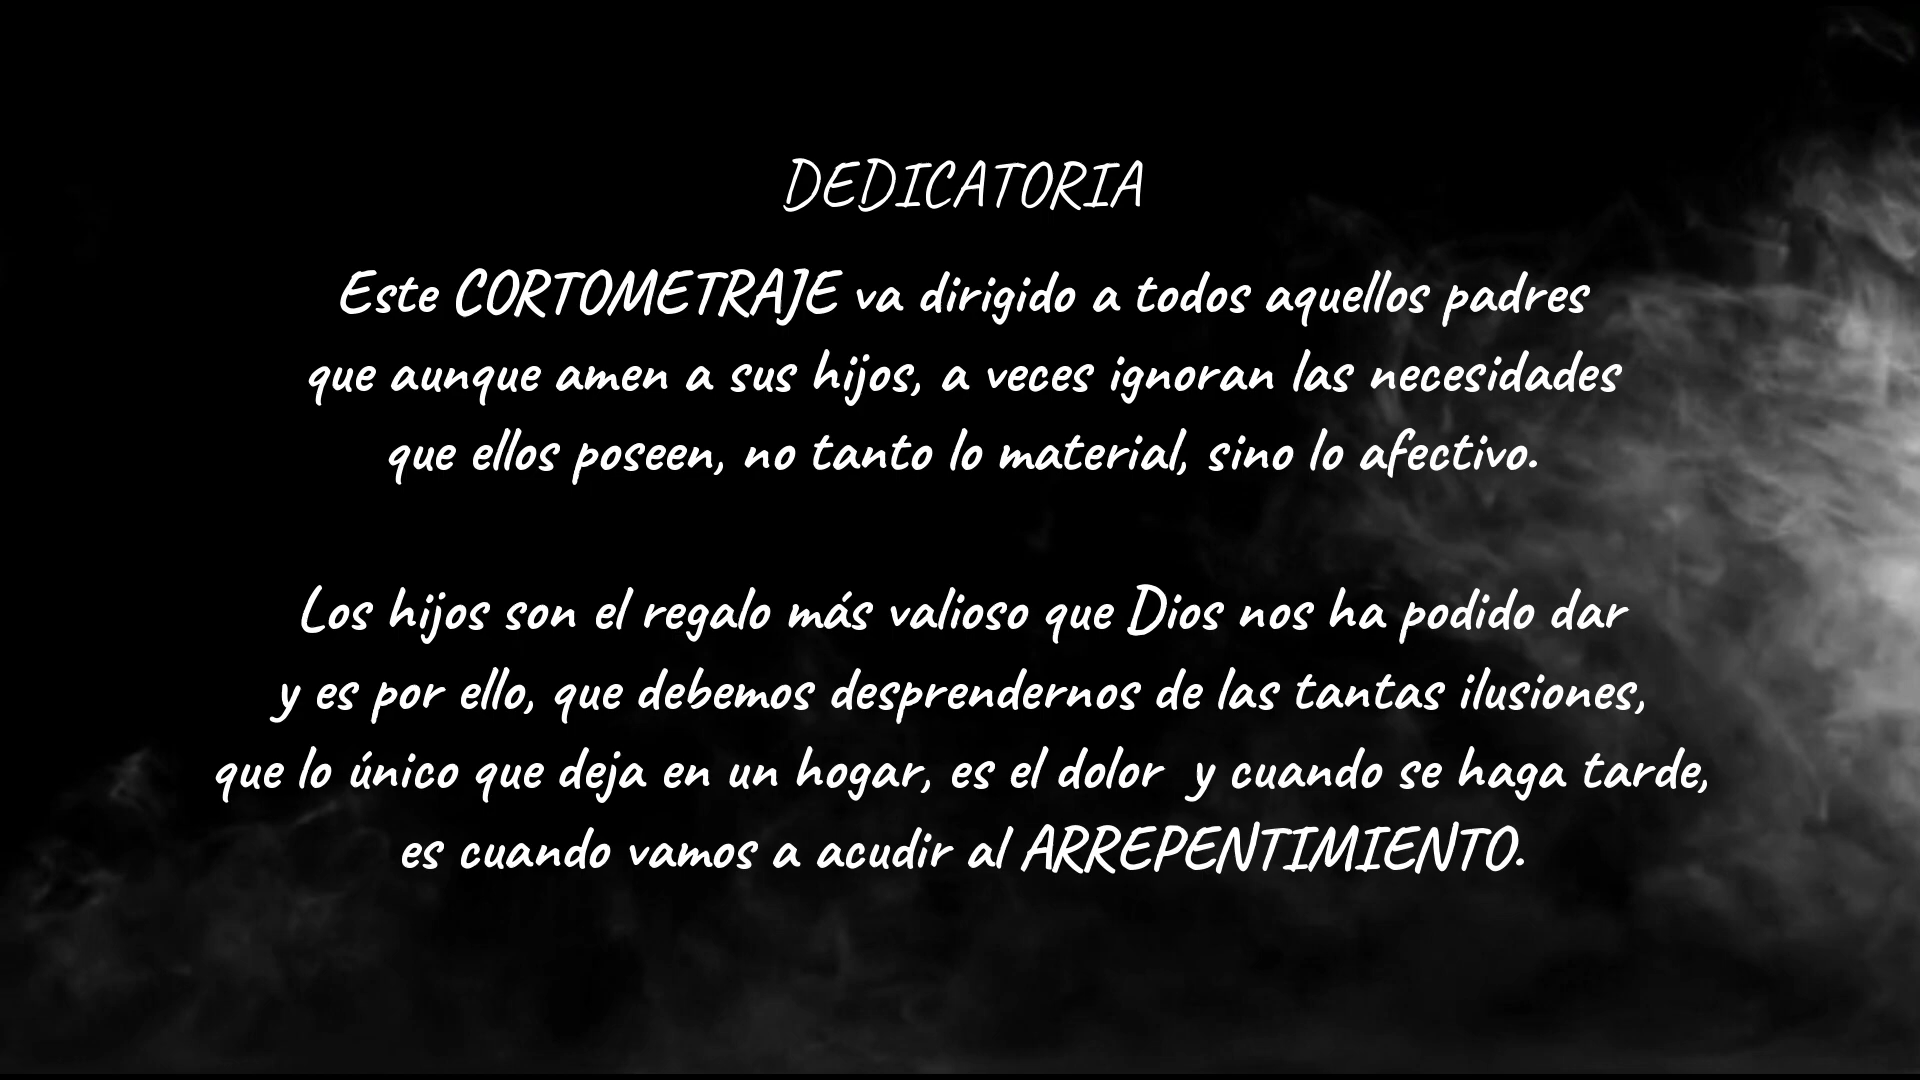 DEDICATORIA
Este CORTOMETRAJE va dirigido a todos aquellos padres
que aunque amen a sus hijos, a veces ignoran las necesidades
que ellos poseen, no tanto lo material, sino lo afectivo.
Los hijos son el regalo más valioso que Dios nos ha podido dar
y es por ello, que debemos desprendernos de las tantas ilusiones,
que lo único que deja en un hogar, es el dolor y cuando se haga tarde,
es cuando vamos a acudir al ARREPENTIMIENTO.